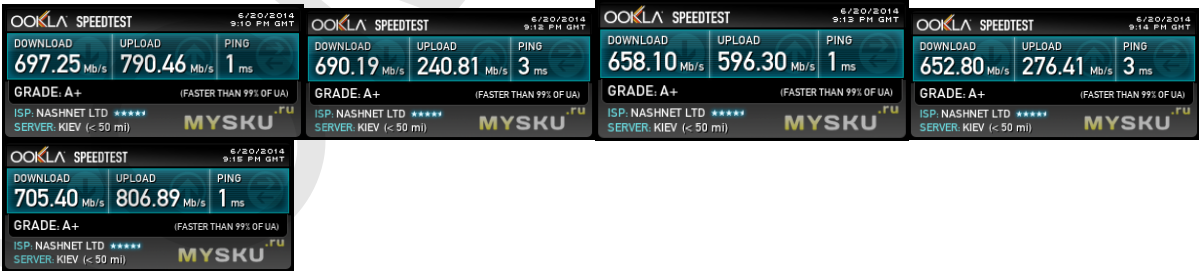 OOKLA SPEEDTEST 6/20/2014
9:10 PM GMT
DOWNLOAD UPLOAD PING
697.25 Mb/s 790.46 Mb/s 1 ms
GRADE: A+ (FASTER THAN 99% OF UA)
ISP: NASHNET LTD
SERVER: KIEV (< 50 mi)
MYSKU.ru
OOKLA SPEEDTEST 6/20/2014
9:12 PM GMT
DOWNLOAD UPLOAD PING
690.19 Mb/s 240.81 Mb/s 3 ms
GRADE: A+ (FASTER THAN 99% OF UA)
ISP: NASHNET LTD
SERVER: KIEV (< 50 mi)
MYSKU.ru
OOKLA SPEEDTEST 6/20/2014
9:13 PM GMT
DOWNLOAD UPLOAD PING
658.10 Mb/s 596.30 Mb/s 1 ms
GRADE: A+ (FASTER THAN 99% OF UA)
ISP: NASHNET LTD
SERVER: KIEV (< 50 mi)
MYSKU.ru
OOKLA SPEEDTEST 6/20/2014
9:14 PM GMT
DOWNLOAD UPLOAD PING
652.80 Mb/s 276.41 Mb/s 3 ms
GRADE: A+ (FASTER THAN 99% OF UA)
ISP: NASHNET LTD
SERVER: KIEV (< 50 mi)
MYSKU.ru
OOKLA SPEEDTEST 6/20/2014
9:15 PM GMT
DOWNLOAD UPLOAD PING
705.40 Mb/s 806.89 Mb/s 1 ms
GRADE: A+ (FASTER THAN 99% OF UA)
ISP: NASHNET LTD
SERVER: KIEV (< 50 mi)
MYSKU.ru